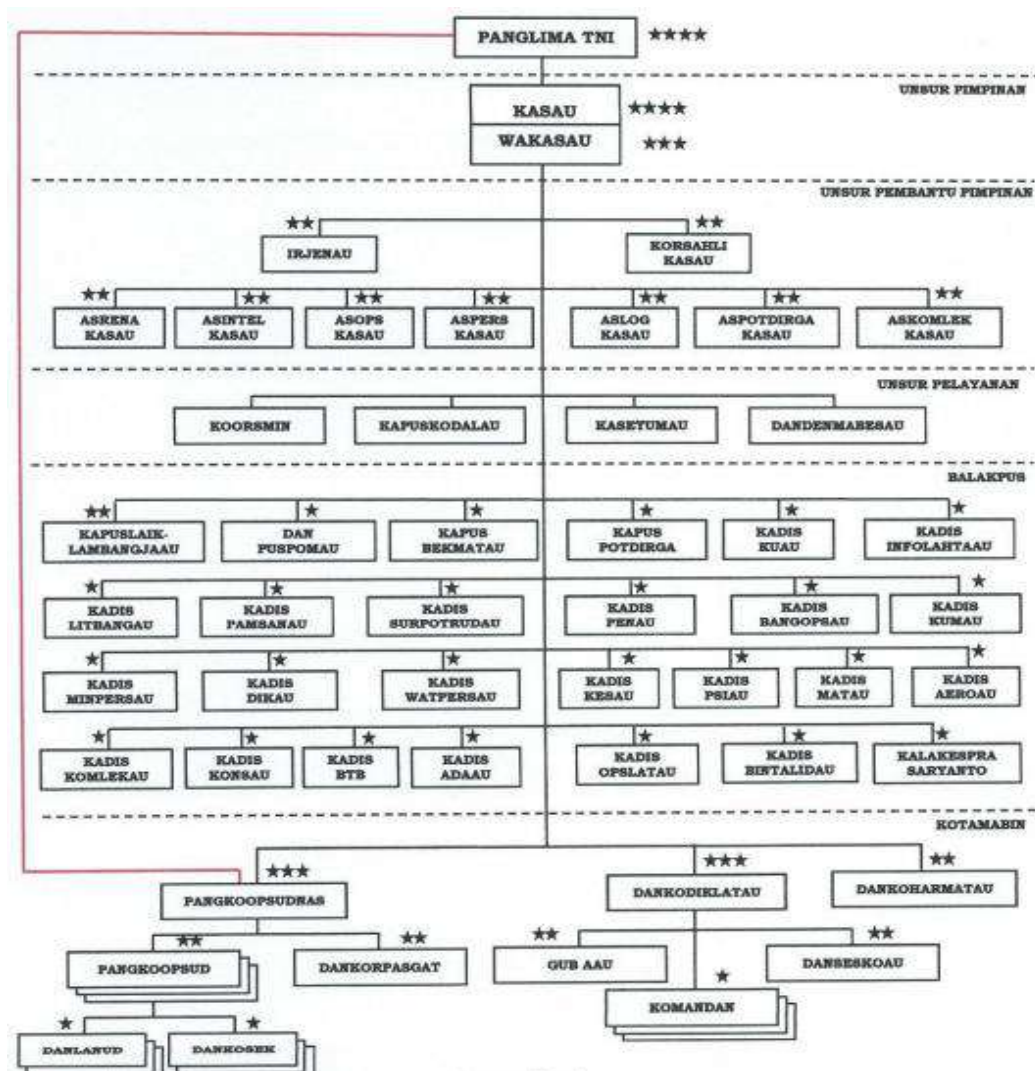 PANGLIMA TNI
UNSUR PIMPINAN
KASAU
WAKASAU
UNSUR PEMBANTU PIMPINAN
IRJENAU
KORSAHLI
KASAU
ASRENA
KASAU
ASINTEL
KASAU
ASOPS
KASAU
ASPERS
KASAU
ASLOG
KASAU
ASPOTDIRGA
KASAU
ASKOMLEK
KASAU
UNSUR PELAYANAN
KOORSMIN
KAPUSKODALAU
KASETUMAU
DANDENMABESAU
BALAKPUS
KAPUSLAIK-
LAMBANGJAAU
DAN
PUSPOMAU
KAPUS
BEKMATAU
KAPUS
POTDIRGA
KADIS
KUAU
KADIS
INFOLAHTAAU
KADIS
LITBANGAU
KADIS
PAMSANAU
KADIS
SURPOTRUDAU
KADIS
PENAU
KADIS
BANGOPSAU
KADIS
KUMAU
KADIS
MINPERSAU
KADIS
DIKAU
KADIS
WATPERSAU
KADIS
KESAU
KADIS
PSIAU
KADIS
MATAU
KADIS
AEROAU
KADIS
KOMLEKAU
KADIS
KONSAU
KADIS
BTB
KADIS
ADAAU
KADIS
OPSLATAU
KADIS
BINTALIDAU
KALAKESPRA
SARYANTO
KOTAMABIN
PANGKOOPSUDNAS
DANKODIKLATAU
DANKOHARMATAU
PANGKOOPSUD
DANKORPASGAT
GUB AAU
DANSESKOAU
KOMANDAN
DANLANUD
DANKOSEK